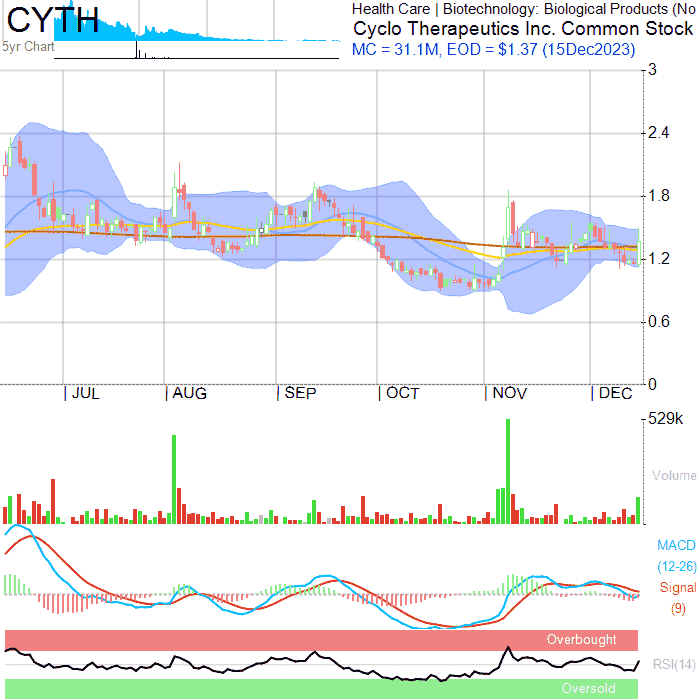 CYTH
5yr Chart
Health Care | Biotechnology: Biological Products (No
Cyclo Therapeutics Inc. Common Stock
MC = 31.1M, EOD = $1.37 (15Dec2023)
3
2.4
1.8
1.2
0.6
0
| JUL | AUG | SEP | OCT | NOV | DEC
529k
Volume
MACD
(12-26)
Signal
(9)
Overbought
RSI(14)
Oversold